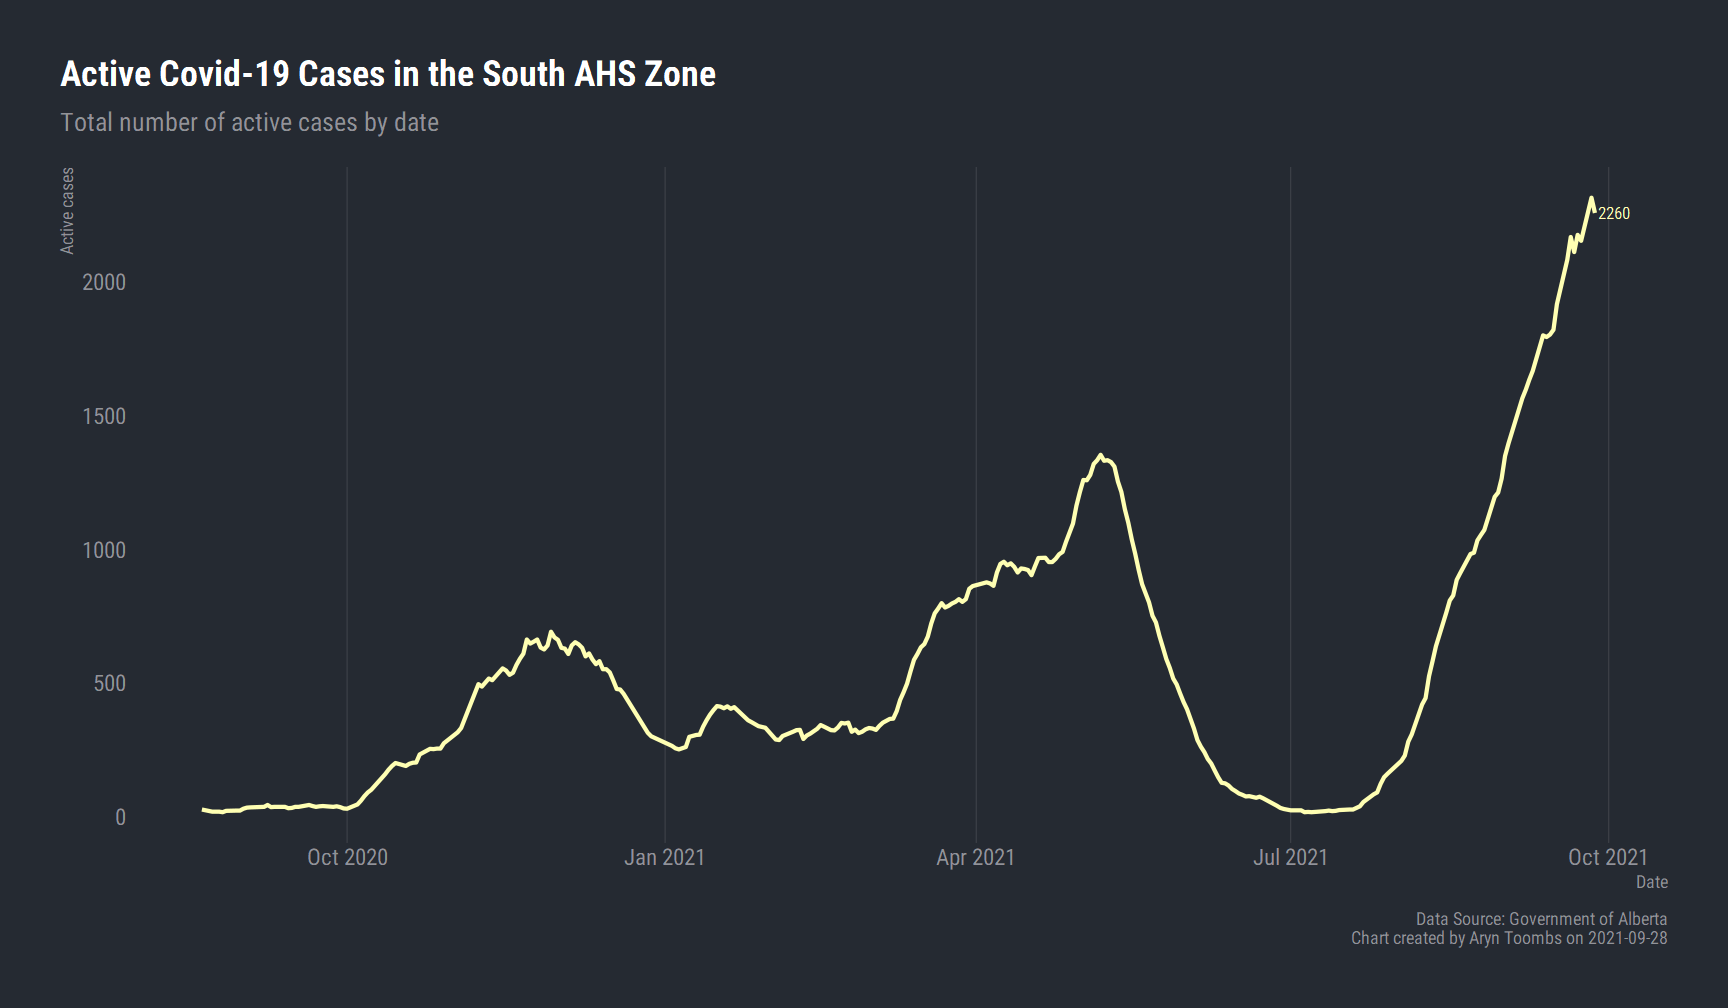 Active Covid-19 Cases in the South AHS Zone
Total number of active cases by date
Active cases
2260
2000
1500
1000
500
0
Oct 2020
Jan 2021
Apr 2021
Jul 2021
Oct 2021
Date
Data Source: Government of Alberta
Chart created by Aryn Toombs on 2021-09-28